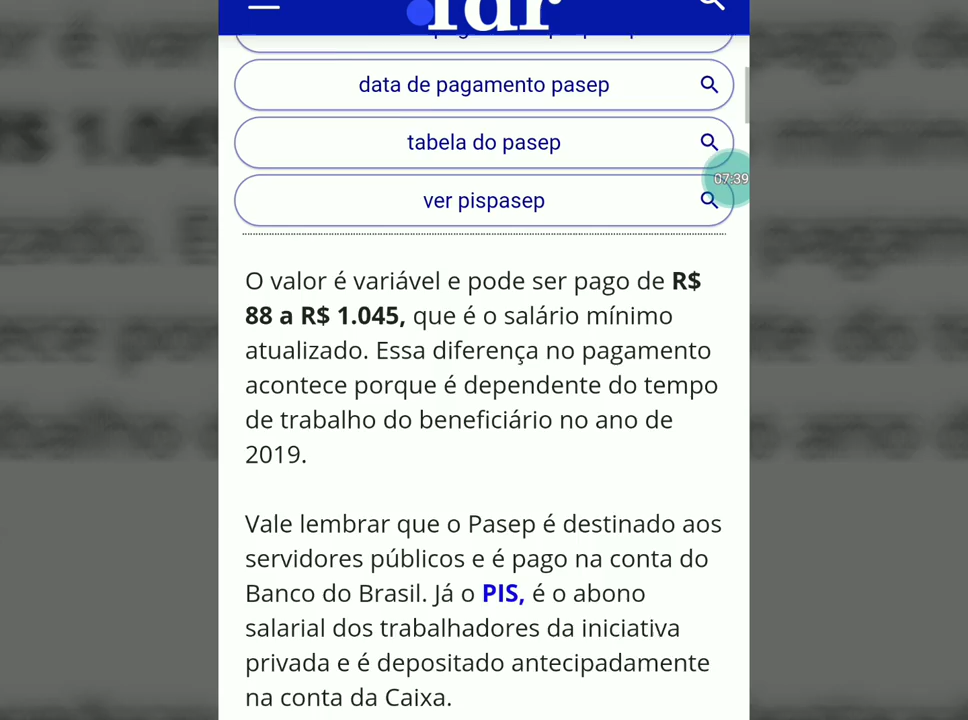 fdr
data de pagamento pasep
tabela do pasep
07:39
ver pispasep
O valor é variável e pode ser pago de R$
88 a R$ 1.045, que é o salário mínimo
atualizado. Essa diferença no pagamento
acontece porque é dependente do tempo
de trabalho do beneficiário no ano de
2019.
Vale lembrar que o Pasep é destinado aos
servidores públicos e é pago na conta do
Banco do Brasil. Já o PIS, é o abono
salarial dos trabalhadores da iniciativa
privada e é depositado antecipadamente
na conta da Caixa.